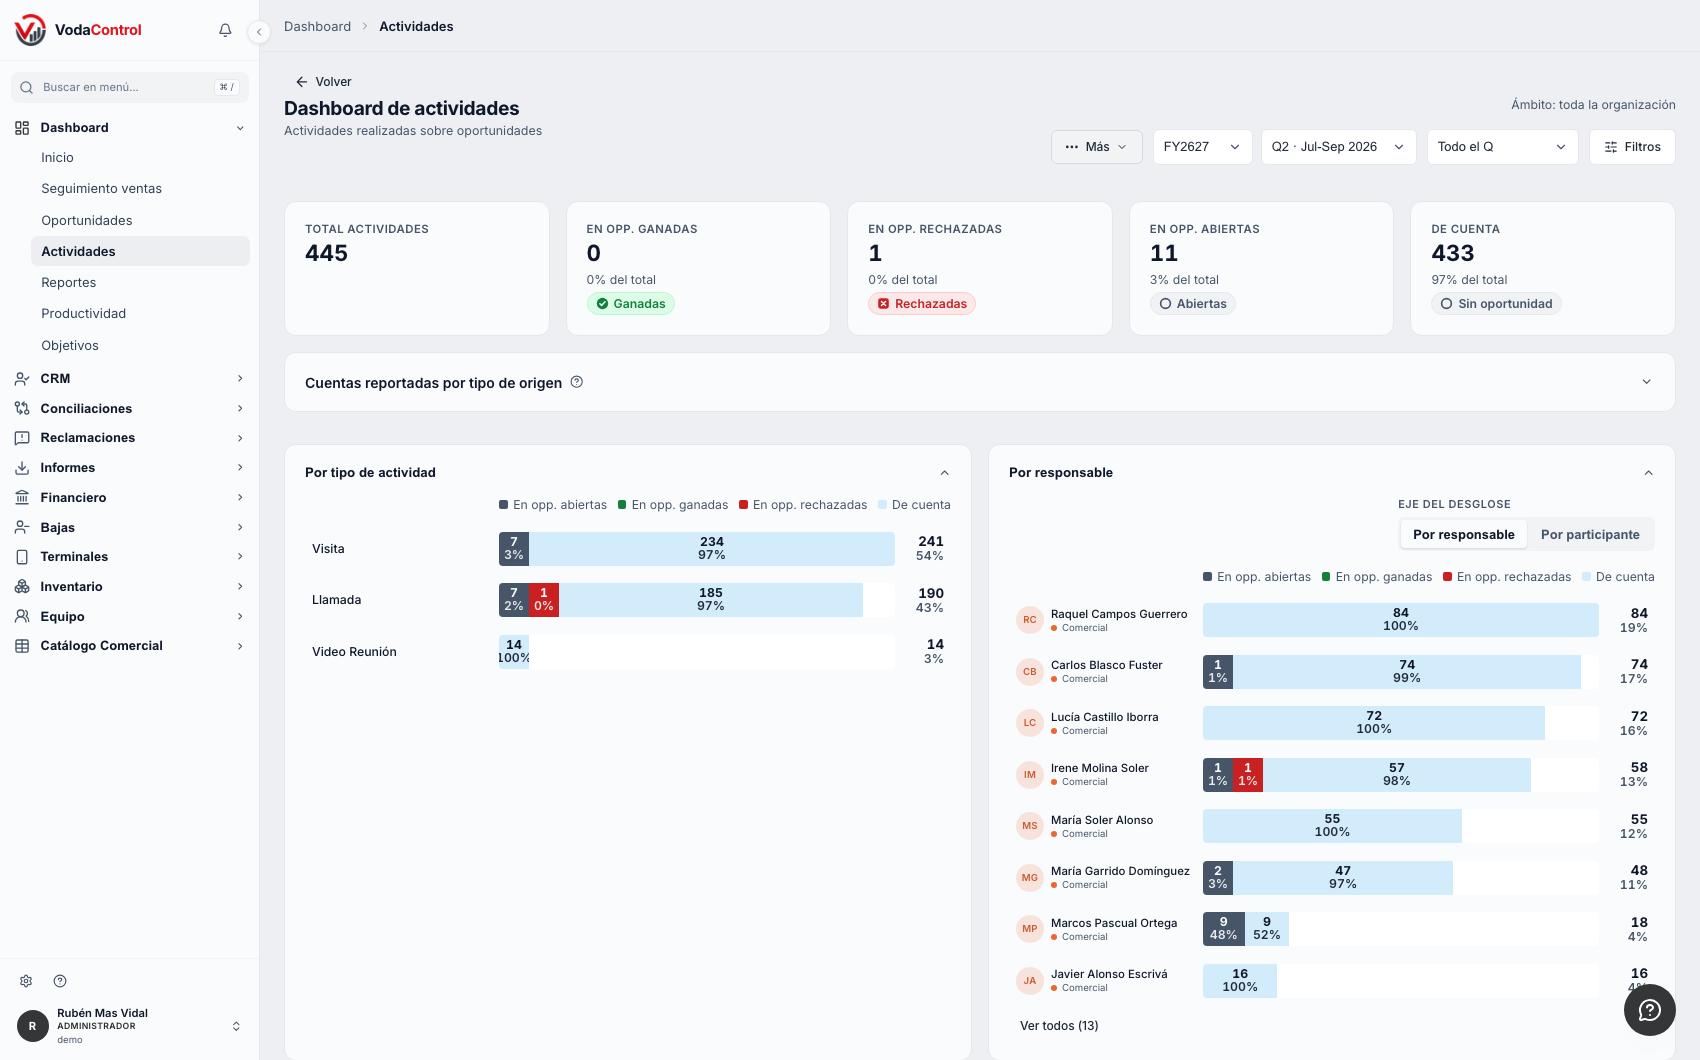 VodaControl
Buscar en menú...
⌘ /
Dashboard
Inicio
Seguimiento ventas
Oportunidades
Actividades
Reportes
Productividad
Objetivos
CRM
Conciliaciones
Reclamaciones
Informes
Financiero
Bajas
Terminales
Inventario
Equipo
Catálogo Comercial
R
Rubén Mas Vidal
ADMINISTRADOR
demo
Dashboard > Actividades
Volver
Dashboard de actividades
Actividades realizadas sobre oportunidades
Ámbito: toda la organización
Más
FY2627
Q2 · Jul-Sep 2026
Todo el Q
Filtros
TOTAL ACTIVIDADES
445
EN OPP. GANADAS
0
0% del total
Ganadas
EN OPP. RECHAZADAS
1
0% del total
Rechazadas
EN OPP. ABIERTAS
11
3% del total
Abiertas
DE CUENTA
433
97% del total
Sin oportunidad
Cuentas reportadas por tipo de origen
Por tipo de actividad
En opp. abiertas En opp. ganadas En opp. rechazadas De cuenta
Visita
7
3%
234
97%
241
54%
Llamada
7
2%
1
0%
185
97%
190
43%
Video Reunión
14
100%
14
3%
Por responsable
EJE DEL DESGLOSE
Por responsable Por participante
En opp. abiertas En opp. ganadas En opp. rechazadas De cuenta
RC
Raquel Campos Guerrero
Comercial
84
100%
84
19%
CB
Carlos Blasco Fuster
Comercial
1
1%
74
99%
74
17%
LC
Lucía Castillo Iborra
Comercial
72
100%
72
16%
IM
Irene Molina Soler
Comercial
1
1%
1
1%
57
98%
58
13%
MS
María Soler Alonso
Comercial
55
100%
55
12%
MG
María Garrido Domínguez
Comercial
2
3%
47
97%
48
11%
MP
Marcos Pascual Ortega
Comercial
9
48%
9
52%
18
4%
JA
Javier Alonso Escrivá
Comercial
16
100%
16
4%
Ver todos (13)